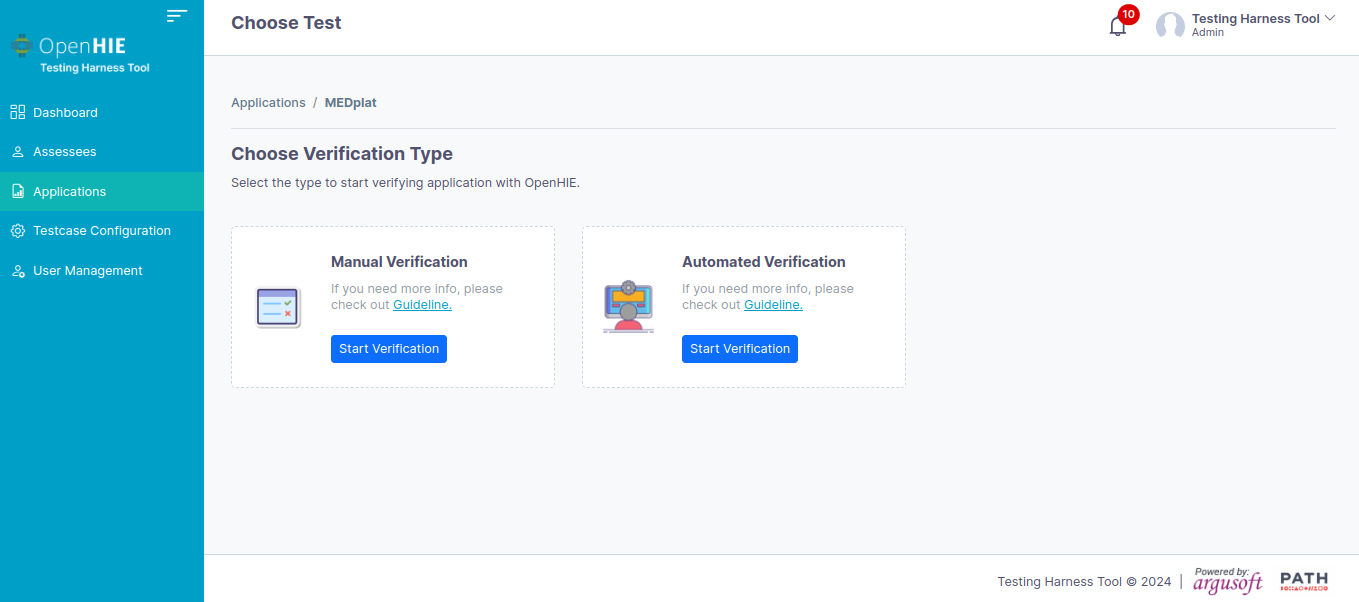 OpenHIE
Testing Harness Tool
Dashboard
Assessees
Applications
Testcase Configuration
User Management
Choose Test
10
Testing Harness Tool
Admin
Applications / MEDplat
Choose Verification Type
Select the type to start verifying application with OpenHIE.
Manual Verification
If you need more info, please
check out Guideline.
Start Verification
Automated Verification
If you need more info, please
check out Guideline.
Start Verification
Testing Harness Tool © 2024 |
Powered by:
argusoft
PATH